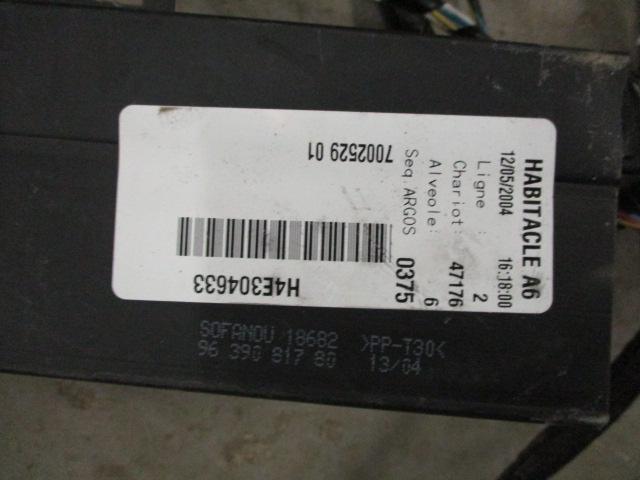 HABITACLE A6
12/05/2004 16:18:00
Ligne : 2
Chariot: 47176
Alveole: 6
Seq.ARGOS 0375
7002529 01
H4E304633
SOFANOU 18682 >PP-T30<
96 390 817 80 13/04